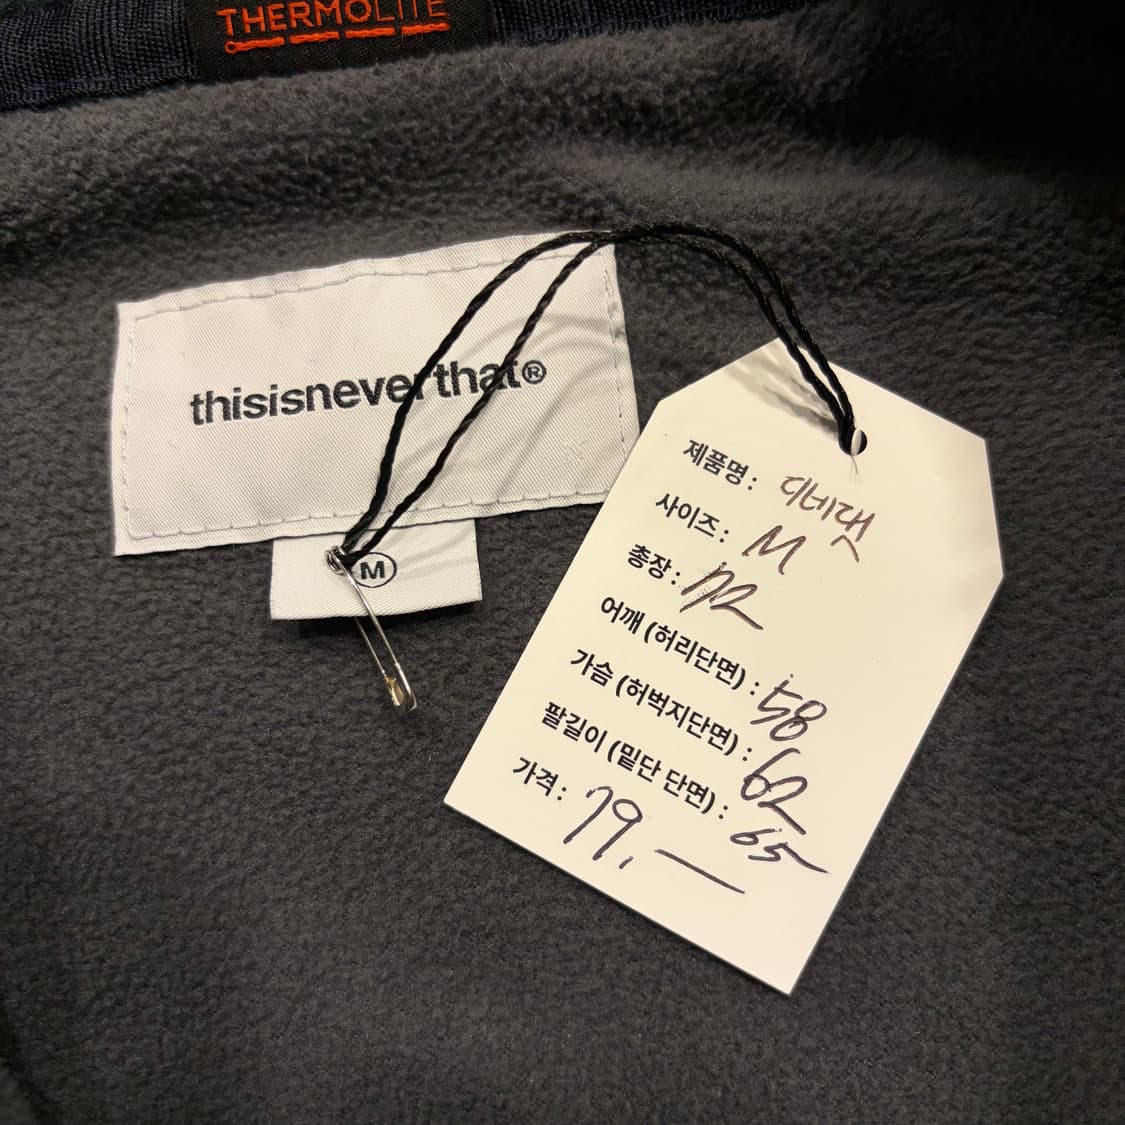 THERMOLITE
thisisneverthat®
M
제품명: 디네댓
사이즈: M
총장: 72
어깨 (허리단면): 58
가슴 (허벅지단면): 62
팔길이 (밑단 단면): 65
가격: 79,—